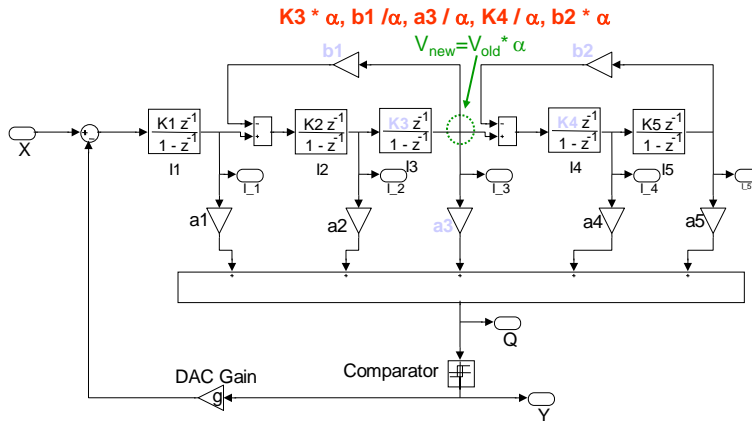 K3 * α, b1 /α, a3 / α, K4 / α, b2 * α
b1
Vnew=Vold* α
b2
K1 z-1
1 - z-1
I1
K2 z-1
1 - z-1
I2
K3 z-1
1 - z-1
I3
K4 z-1
1 - z-1
I4
K5 z-1
1 - z-1
I5
X
I_1
I_2
I_3
I_4
I_5
a1
a2
a3
a4
a5
Q
DAC Gain
g
Comparator
Y